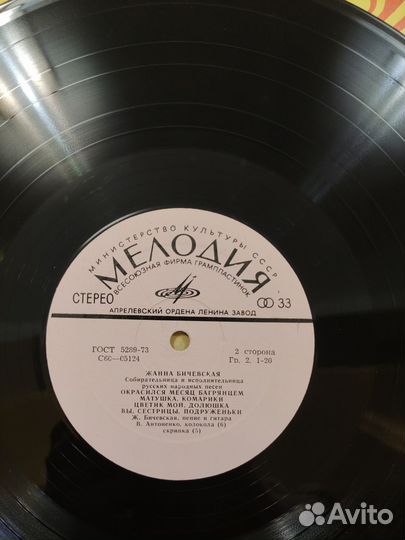 МИНИСТЕРСТВО КУЛЬТУРЫ СССР
МЕЛОДИЯ
ВСЕСОЮЗНАЯ ФИРМА ГРАМПЛАСТИНОК
СТЕРЕО
33
АПРЕЛЕВСКИЙ ОРДЕНА ЛЕНИНА ЗАВОД
ГОСТ 5289-73
2 сторона
С60—05124
Гр. 2. 1-20
ЖАННА БИЧЕВСКАЯ
Собирательница и исполнительница
русских народных песен
ОКРАСИЛСЯ МЕСЯЦ БАГРЯНЦЕМ
МАТУШКА, КОМАРИКИ
ЦВЕТИК МОЙ, ДОЛЮШКА
ВЫ, СЕСТРИЦЫ, ПОДРУЖЕНЬКИ
Ж. Бичевская, пение и гитара
В. Антоненко, колокола (6)
скрипка (5)
Avito